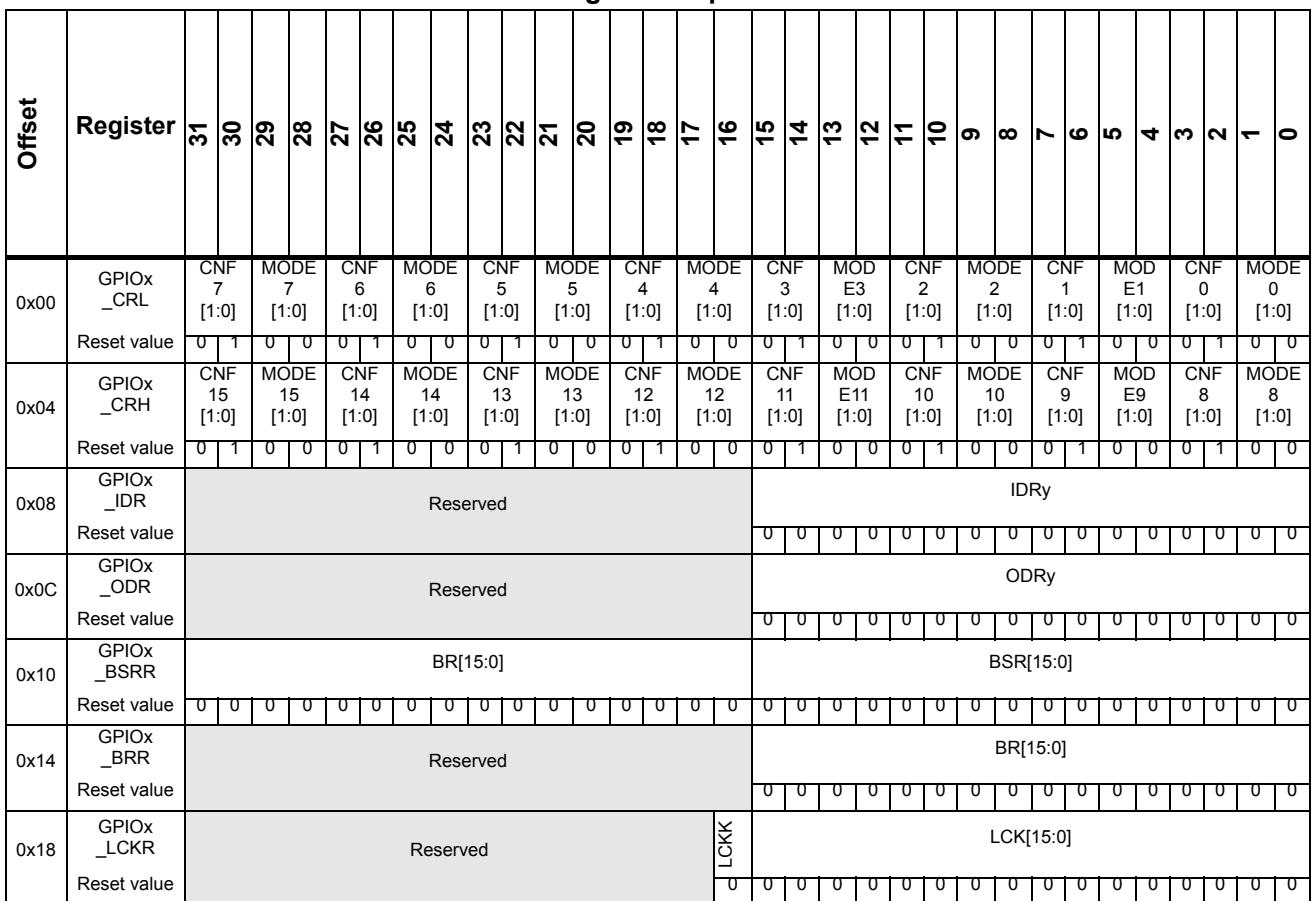 Offset Register 31 30 29 28 27 26 25 24 23 22 21 20 19 18 17 16 15 14 13 12 11 10 9 8 7 6 5 4 3 2 1 0
0x00 GPIOx _CRL CNF 7 [1:0] MODE 7 [1:0] CNF 6 [1:0] MODE 6 [1:0] CNF 5 [1:0] MODE 5 [1:0] CNF 4 [1:0] MODE 4 [1:0] CNF 3 [1:0] MOD E3 [1:0] CNF 2 [1:0] MODE 2 [1:0] CNF 1 [1:0] MOD E1 [1:0] CNF 0 [1:0] MODE 0 [1:0]
Reset value 0 1 0 0 0 1 0 0 0 1 0 0 0 1 0 0 0 1 0 0 0 1 0 0 0 1 0 0 0 1 0 0
0x04 GPIOx _CRH CNF 15 [1:0] MODE 15 [1:0] CNF 14 [1:0] MODE 14 [1:0] CNF 13 [1:0] MODE 13 [1:0] CNF 12 [1:0] MODE 12 [1:0] CNF 11 [1:0] MOD E11 [1:0] CNF 10 [1:0] MODE 10 [1:0] CNF 9 [1:0] MOD E9 [1:0] CNF 8 [1:0] MODE 8 [1:0]
Reset value 0 1 0 0 0 1 0 0 0 1 0 0 0 1 0 0 0 1 0 0 0 1 0 0 0 1 0 0 0 1 0 0
0x08 GPIOx _IDR Reserved IDRy
Reset value 0 0 0 0 0 0 0 0 0 0 0 0 0 0 0 0
0x0C GPIOx _ODR Reserved ODRy
Reset value 0 0 0 0 0 0 0 0 0 0 0 0 0 0 0 0
0x10 GPIOx _BSRR BR[15:0] BSR[15:0]
Reset value 0 0 0 0 0 0 0 0 0 0 0 0 0 0 0 0 0 0 0 0 0 0 0 0 0 0 0 0 0 0 0 0
0x14 GPIOx _BRR Reserved BR[15:0]
Reset value 0 0 0 0 0 0 0 0 0 0 0 0 0 0 0 0
0x18 GPIOx _LCKR Reserved LCKK LCK[15:0]
Reset value 0 0 0 0 0 0 0 0 0 0 0 0 0 0 0 0 0